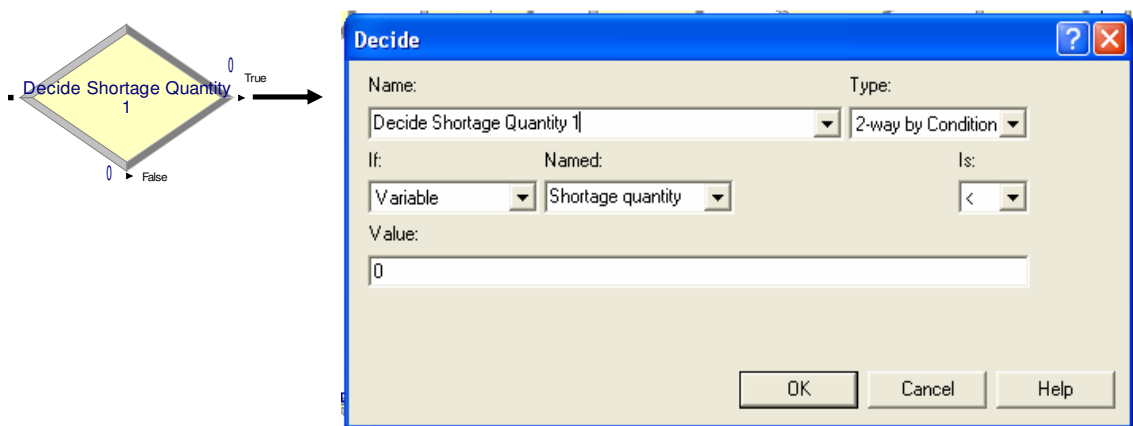 Decide Shortage Quantity
1
0
True
0
False
Decide
Name:
Type:
Decide Shortage Quantity 1
2-way by Condition
If:
Named:
Is:
Variable
Shortage quantity
<
Value:
0
OK
Cancel
Help